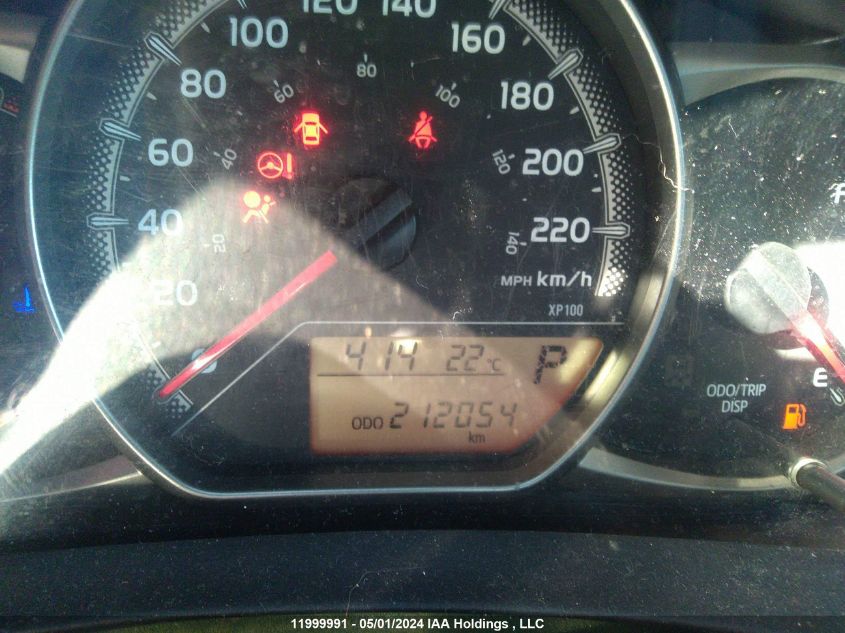 120 140
100 160
80 180
60 200
40 220
20
0
80
60 100
40 120
20 140
MPH km/h
XP100
4:14 22°C P
ODO 212054
km
E
ODO/TRIP
DISP
11999991 - 05/01/2024 IAA Holdings , LLC